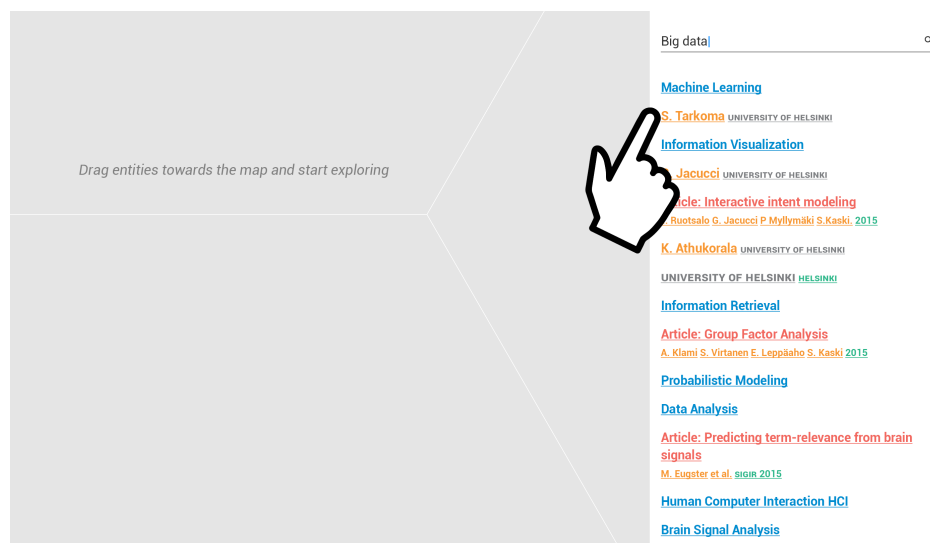 Big data
Machine Learning
S. Tarkoma UNIVERSITY OF HELSINKI
Drag entities towards the map and start exploring
Information Visualization
Jacucci UNIVERSITY OF HELSINKI
Interactive intent modeling
Ruotsalo G. Jacucci P Myllymäki S.Kaski. 2015
K. Athukorala UNIVERSITY OF HELSINKI
UNIVERSITY OF HELSINKI HELSINKI
Information Retrieval
Article: Group Factor Analysis
A. Klami S. Virtanen E. Leppäaho S. Kaski 2015
Probabilistic Modeling
Data Analysis
Article: Predicting term-relevance from brain
signals
M. Eugster et al. SIGIR 2015
Human Computer Interaction HCI
Brain Signal Analysis